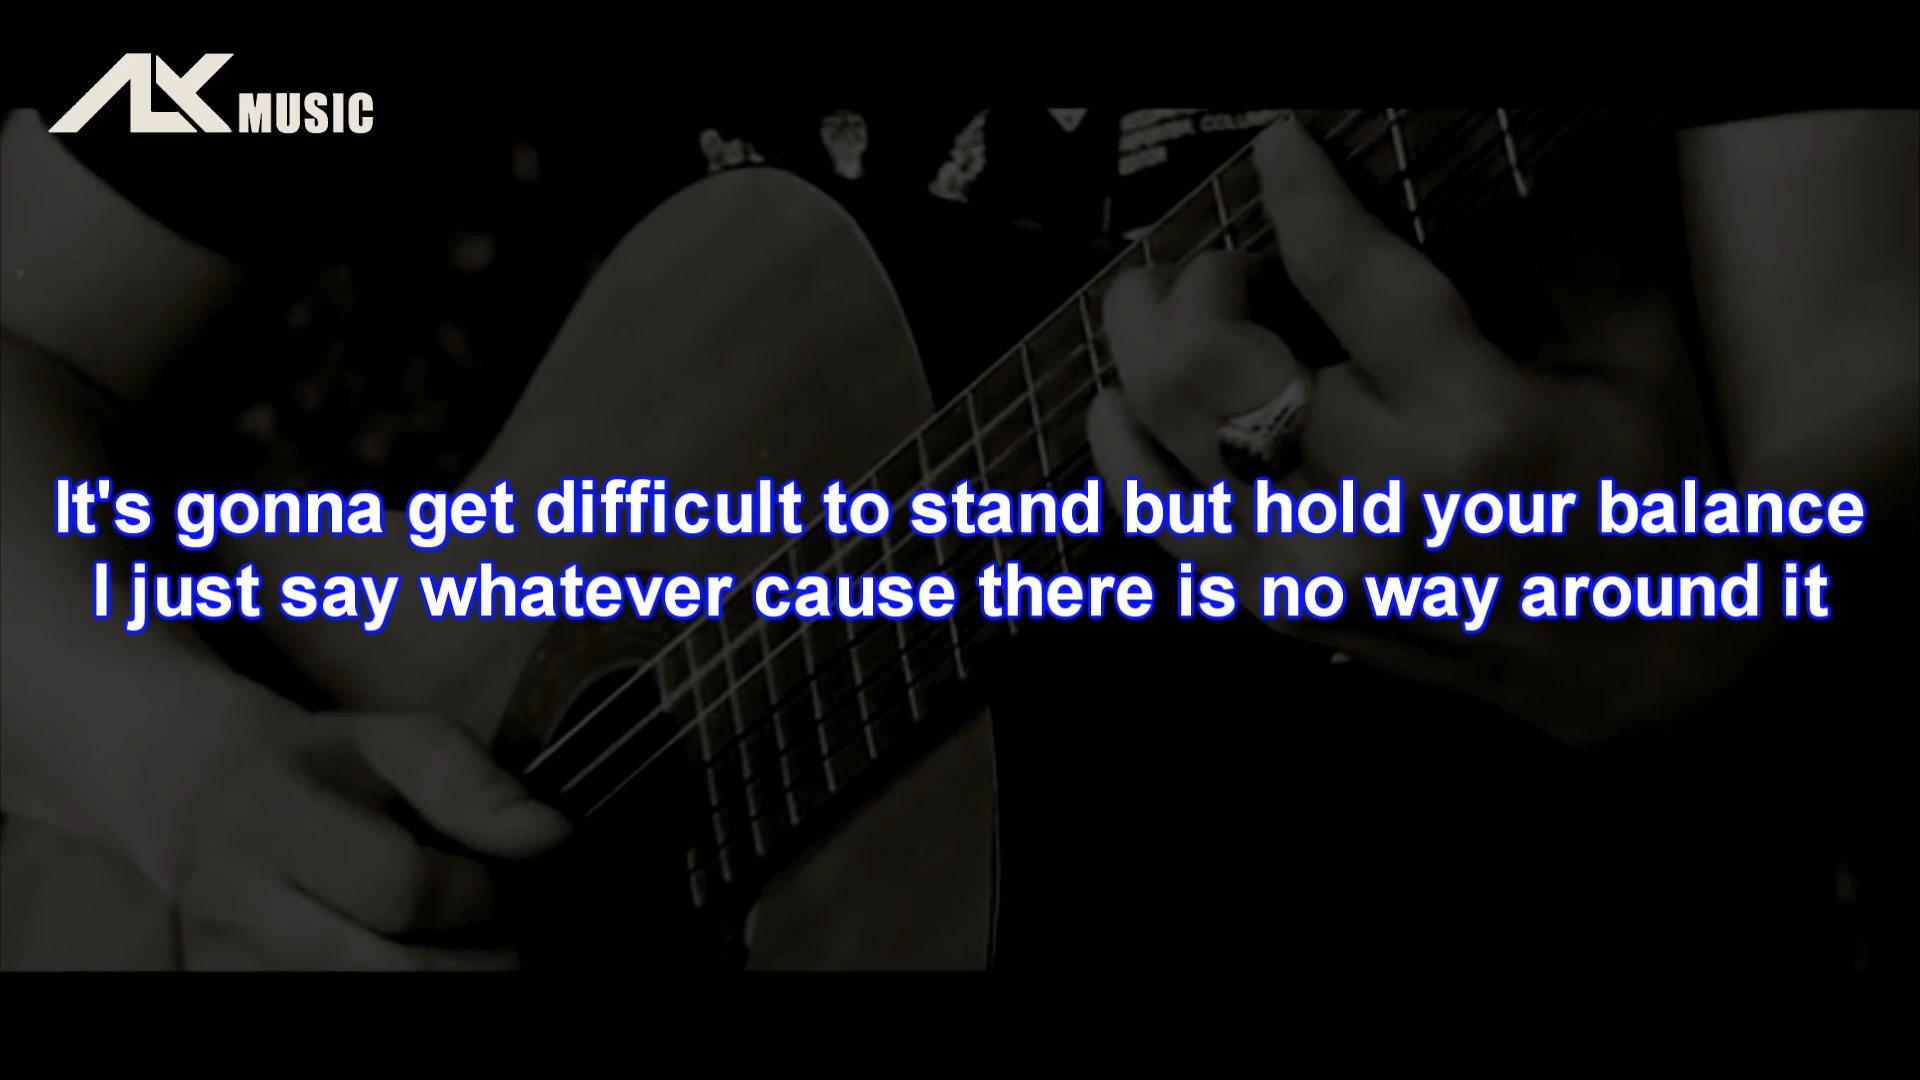 ALK MUSIC
It's gonna get difficult to stand but hold your balance
I just say whatever cause there is no way around it